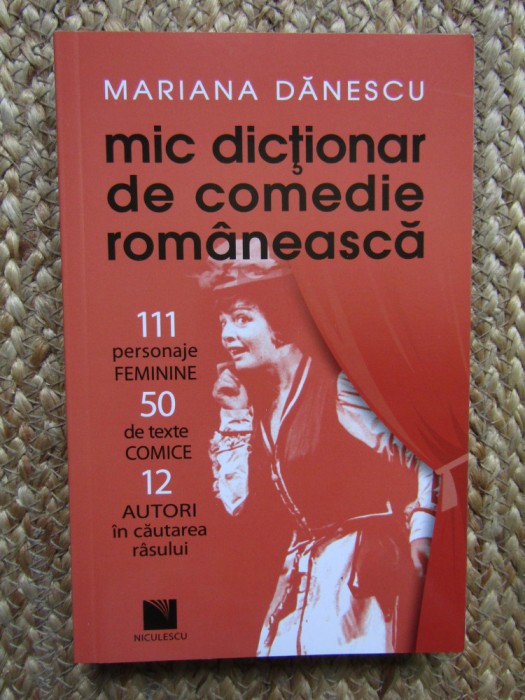 MARIANA DĂNESCU
mic dicționar
de comedie
românească
111
personaje
FEMININE
50
de texte
COMICE
12
AUTORI
în căutarea
râsului
NICULESCU